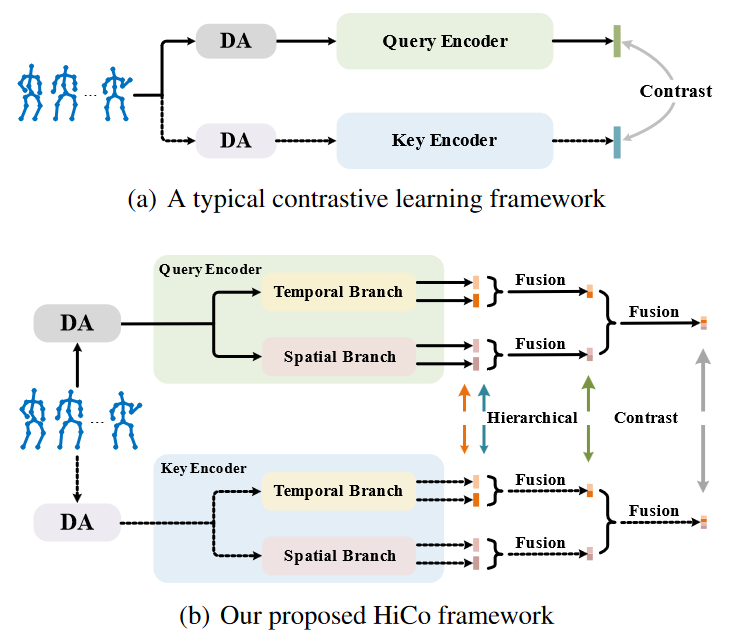 DA
Query Encoder
Contrast
DA
Key Encoder
(a) A typical contrastive learning framework
Query Encoder
Temporal Branch
Fusion
DA
Fusion
Spatial Branch
Fusion
...
Hierarchical Contrast
Key Encoder
Temporal Branch
Fusion
DA
Fusion
Spatial Branch
Fusion
(b) Our proposed HiCo framework